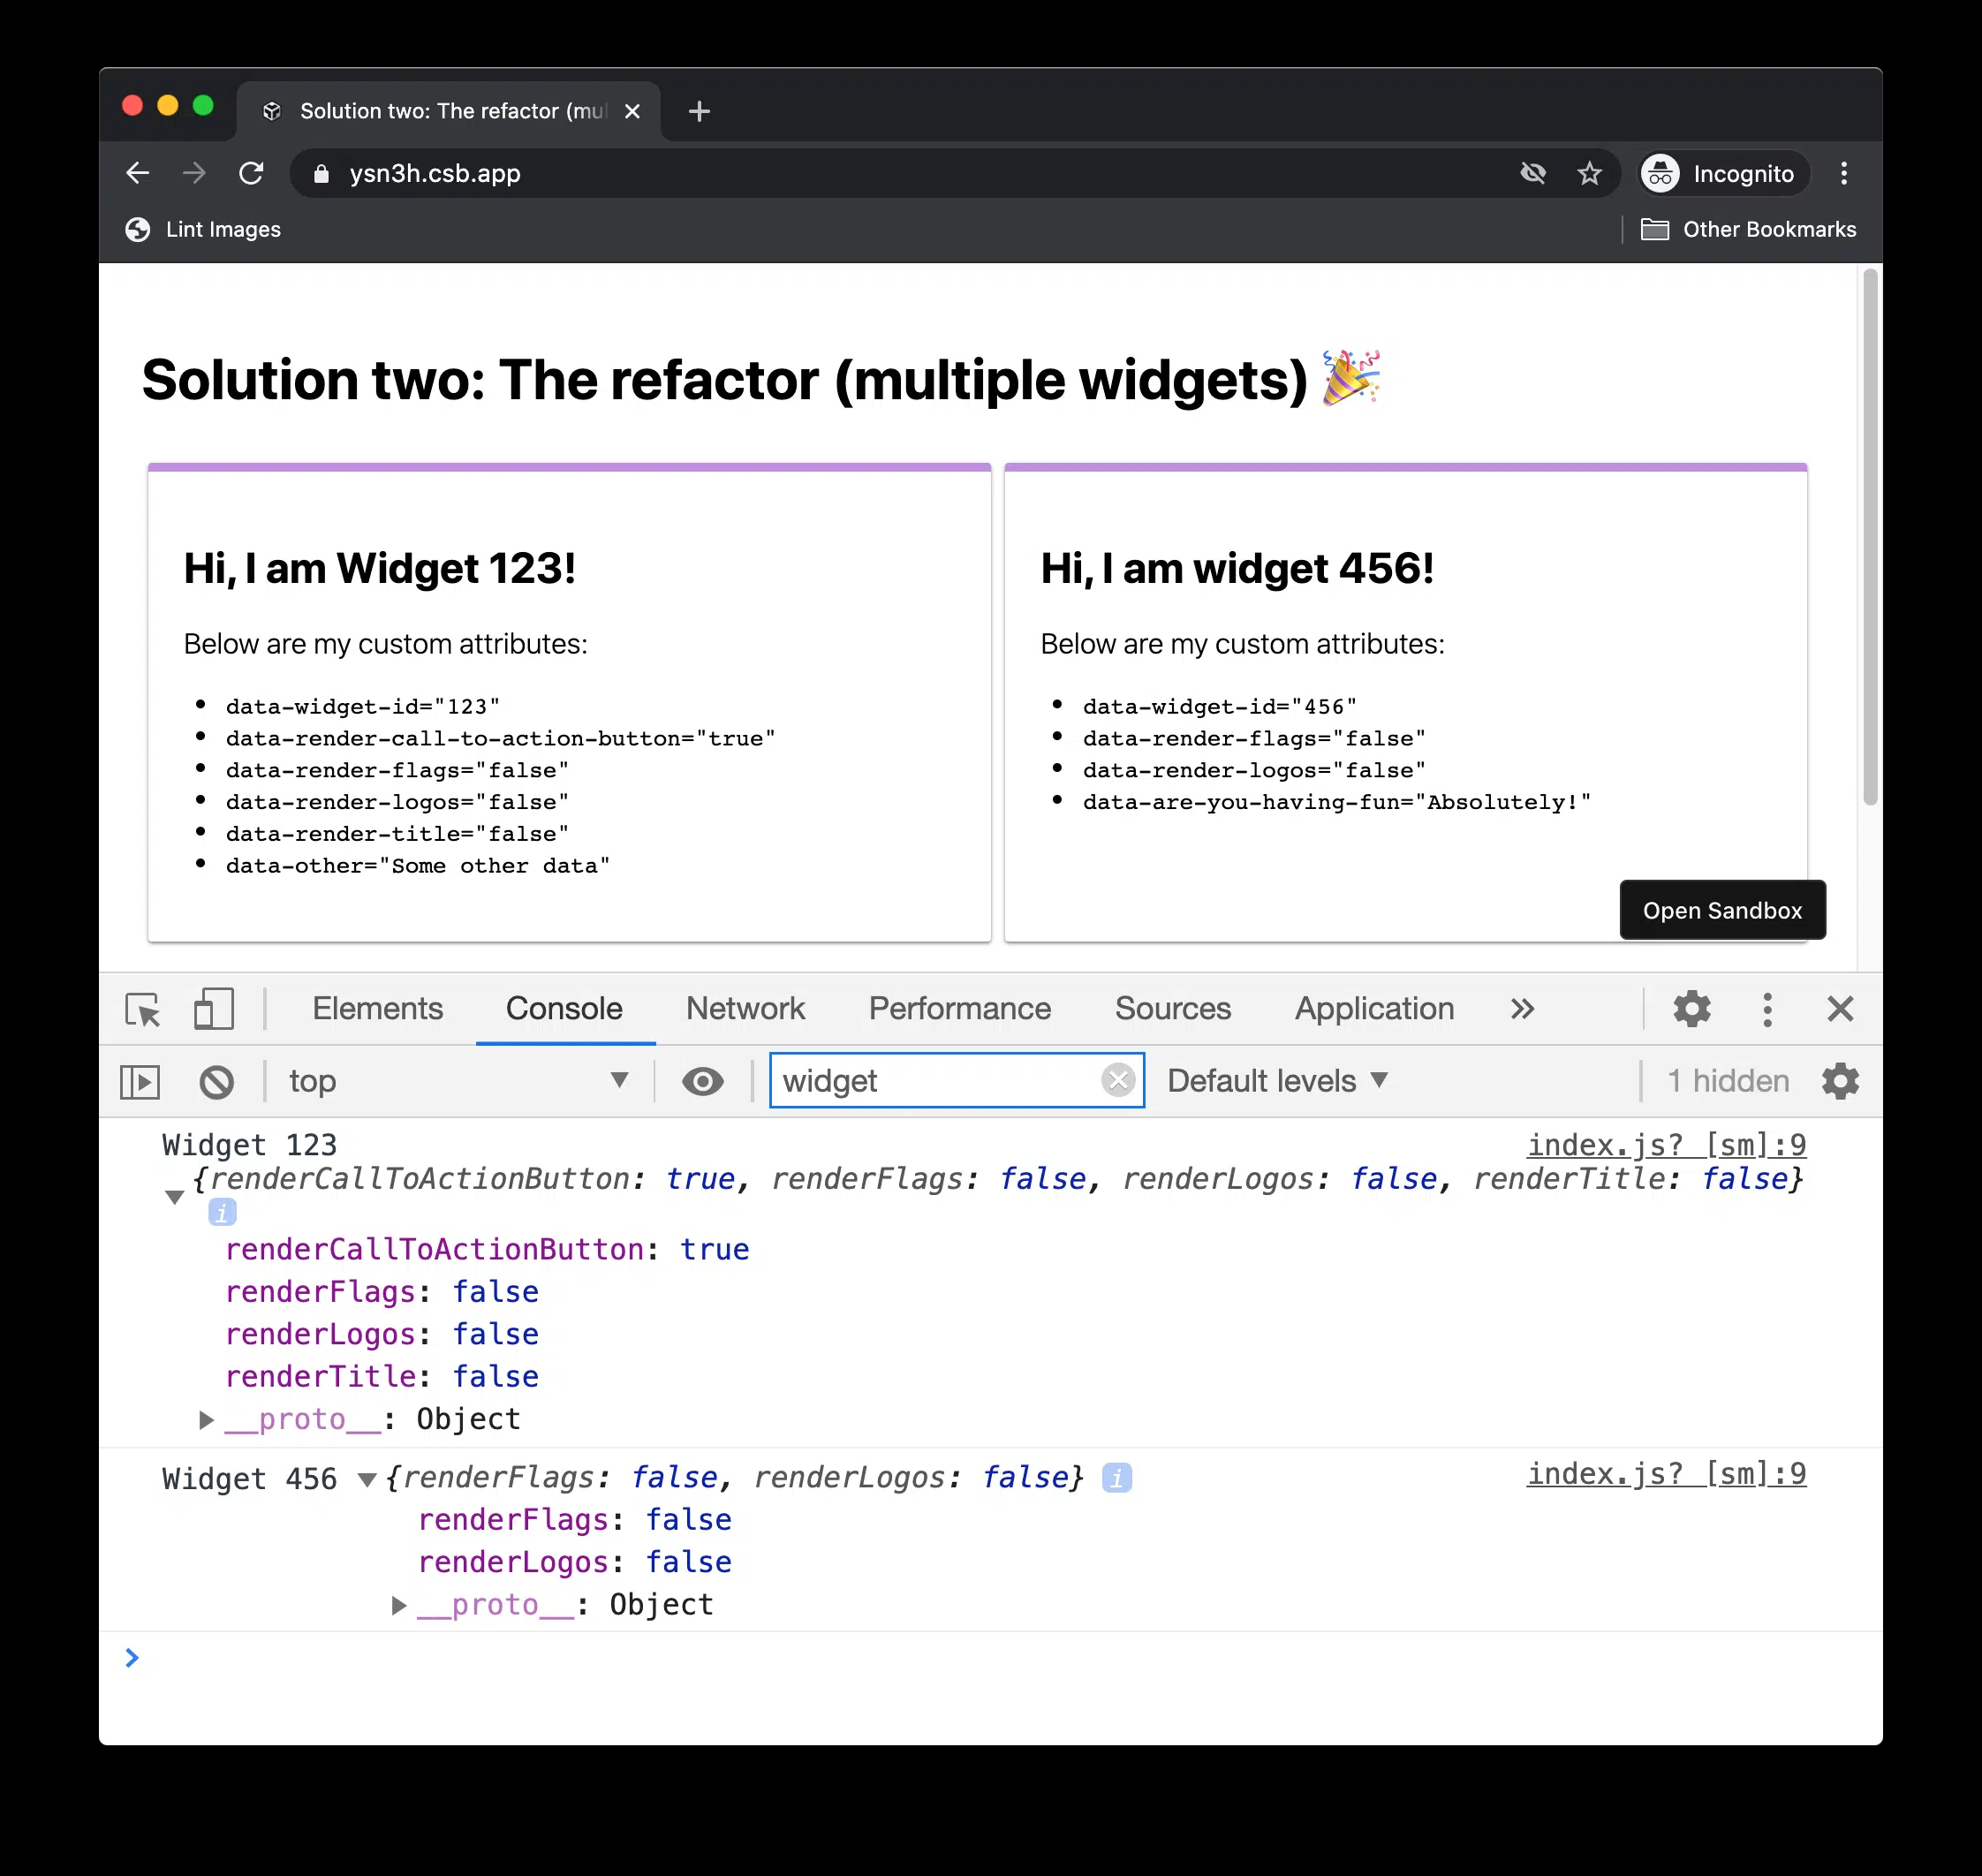 Solution two: The refactor (mul
ysn3h.csb.app
Incognito
Lint Images
Other Bookmarks
Solution two: The refactor (multiple widgets) 🎉
Hi, I am Widget 123!
Below are my custom attributes:
data-widget-id="123"
data-render-call-to-action-button="true"
data-render-flags="false"
data-render-logos="false"
data-render-title="false"
data-other="Some other data"
Hi, I am widget 456!
Below are my custom attributes:
data-widget-id="456"
data-render-flags="false"
data-render-logos="false"
data-are-you-having-fun="Absolutely!"
Open Sandbox
Elements Console Network Performance Sources Application
top widget Default levels 1 hidden
Widget 123 index.js? [sm]:9
{renderCallToActionButton: true, renderFlags: false, renderLogos: false, renderTitle: false}
i
renderCallToActionButton: true
renderFlags: false
renderLogos: false
renderTitle: false
__proto__: Object
Widget 456 {renderFlags: false, renderLogos: false} i index.js? [sm]:9
renderFlags: false
renderLogos: false
__proto__: Object